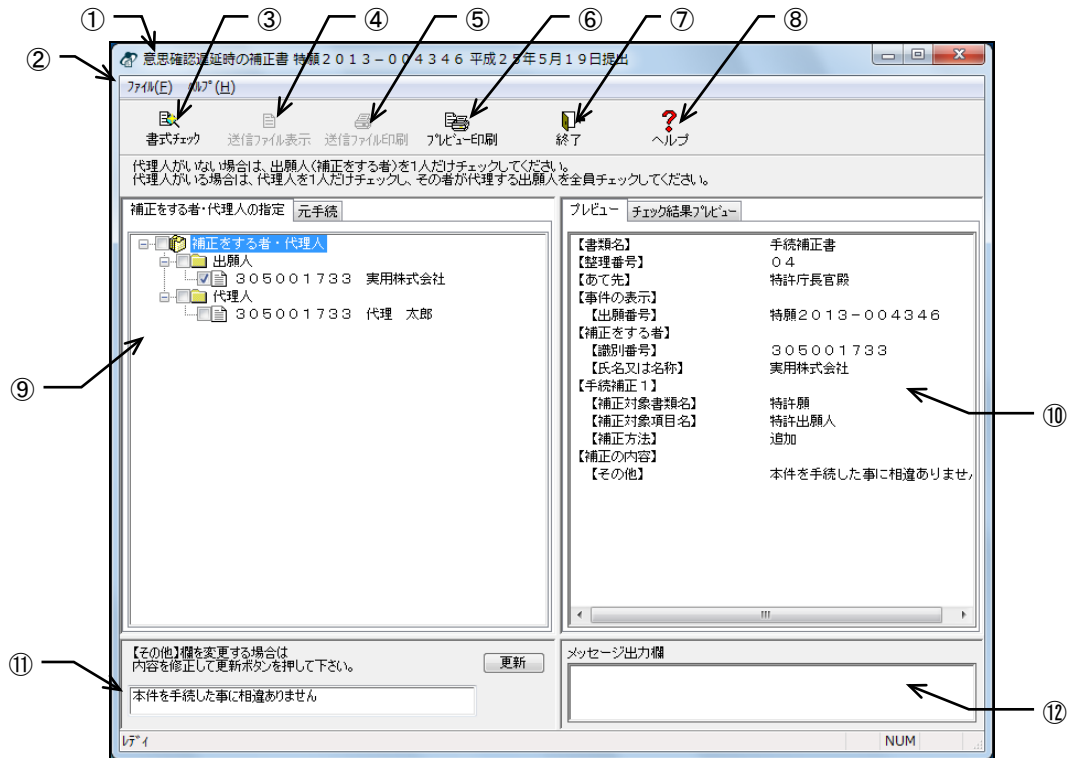 ① ③ ④ ⑤ ⑥ ⑦ ⑧
②
意思確認遅延時の補正書 特願２０１３－００４３４６ 平成２５年５月１９日提出
ﾌｧｲﾙ(F) ﾍﾙﾌﾟ(H)
書式ﾁｪｯｸ 送信ﾌｧｲﾙ表示 送信ﾌｧｲﾙ印刷 ﾌﾟﾚﾋﾞｭｰ印刷 終了 ヘルプ
代理人がいない場合は、出願人(補正をする者)を1人だけチェックしてください。
代理人がいる場合は、代理人を1人だけチェックし、その者が代理する出願人を全員チェックしてください。
補正をする者・代理人の指定 元手続
補正をする者・代理人
出願人
３０５００１７３３ 実用株式会社
代理人
３０５００１７３３ 代理 太郎
⑨
プレビュー ﾁｪｯｸ結果ﾌﾟﾚﾋﾞｭｰ
【書類名】 手続補正書
【整理番号】 ０４
【あて先】 特許庁長官殿
【事件の表示】
【出願番号】 特願２０１３－００４３４６
【補正をする者】
【識別番号】 ３０５００１７３３
【氏名又は名称】 実用株式会社
【手続補正１】
【補正対象書類名】 特許願
【補正対象項目名】 特許出願人
【補正方法】 追加
【補正の内容】
【その他】 本件を手続した事に相違ありませ
⑩
⑪
【その他】欄を変更する場合は
内容を修正して更新ボタンを押して下さい。
更新
本件を手続した事に相違ありません
メッセージ出力欄
⑫
ﾚﾃﾞｨ NUM